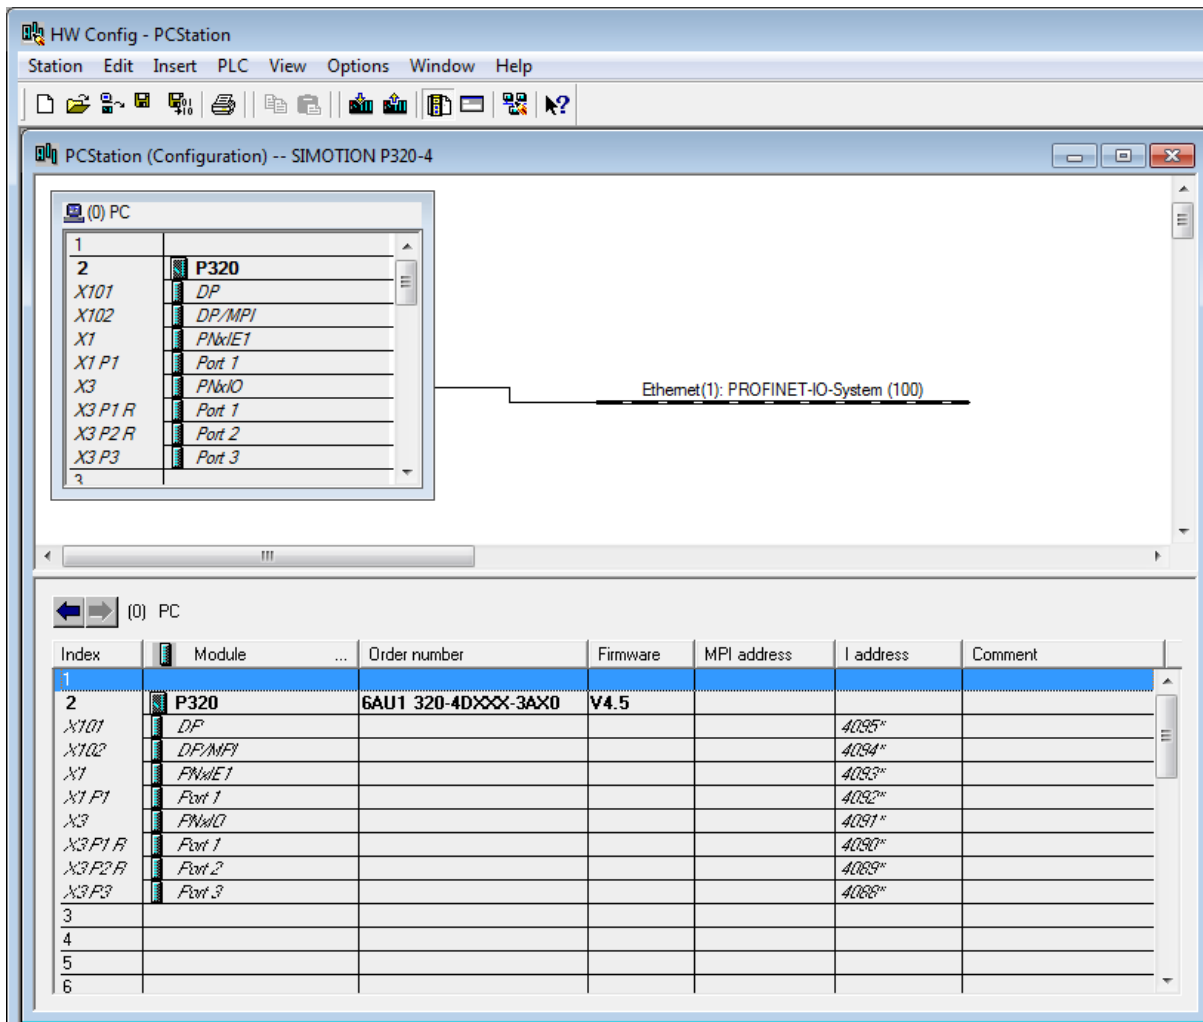 HW Config - PCStation
Station Edit Insert PLC View Options Window Help
PCStation (Configuration) -- SIMOTION P320-4
(0) PC
1
2 P320
X101 DP
X102 DP/MPI
X1 PNxIE1
X1 P1 Port 1
X3 PNxIO
X3 P1 R Port 1
X3 P2 R Port 2
X3 P3 Port 3
3
Ethernet(1): PROFINET-IO-System (100)
(0) PC
Index Module ... Order number Firmware MPI address I address Comment
1
2 P320 6AU1 320-4DXXX-3AX0 V4.5
X101 DP 4095*
X102 DP/MPI 4094*
X1 PNxIE1 4093*
X1 P1 Port 1 4092*
X3 PNxIO 4091*
X3 P1 R Port 1 4090*
X3 P2 R Port 2 4089*
X3 P3 Port 3 4088*
3
4
5
6